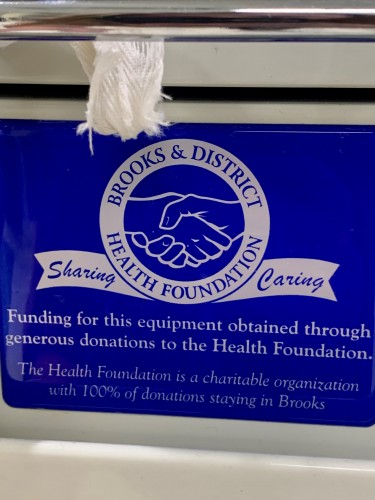 BROOKS & DISTRICT
HEALTH FOUNDATION
Sharing Caring
Funding for this equipment obtained through
generous donations to the Health Foundation.
The Health Foundation is a charitable organization
with 100% of donations staying in Brooks